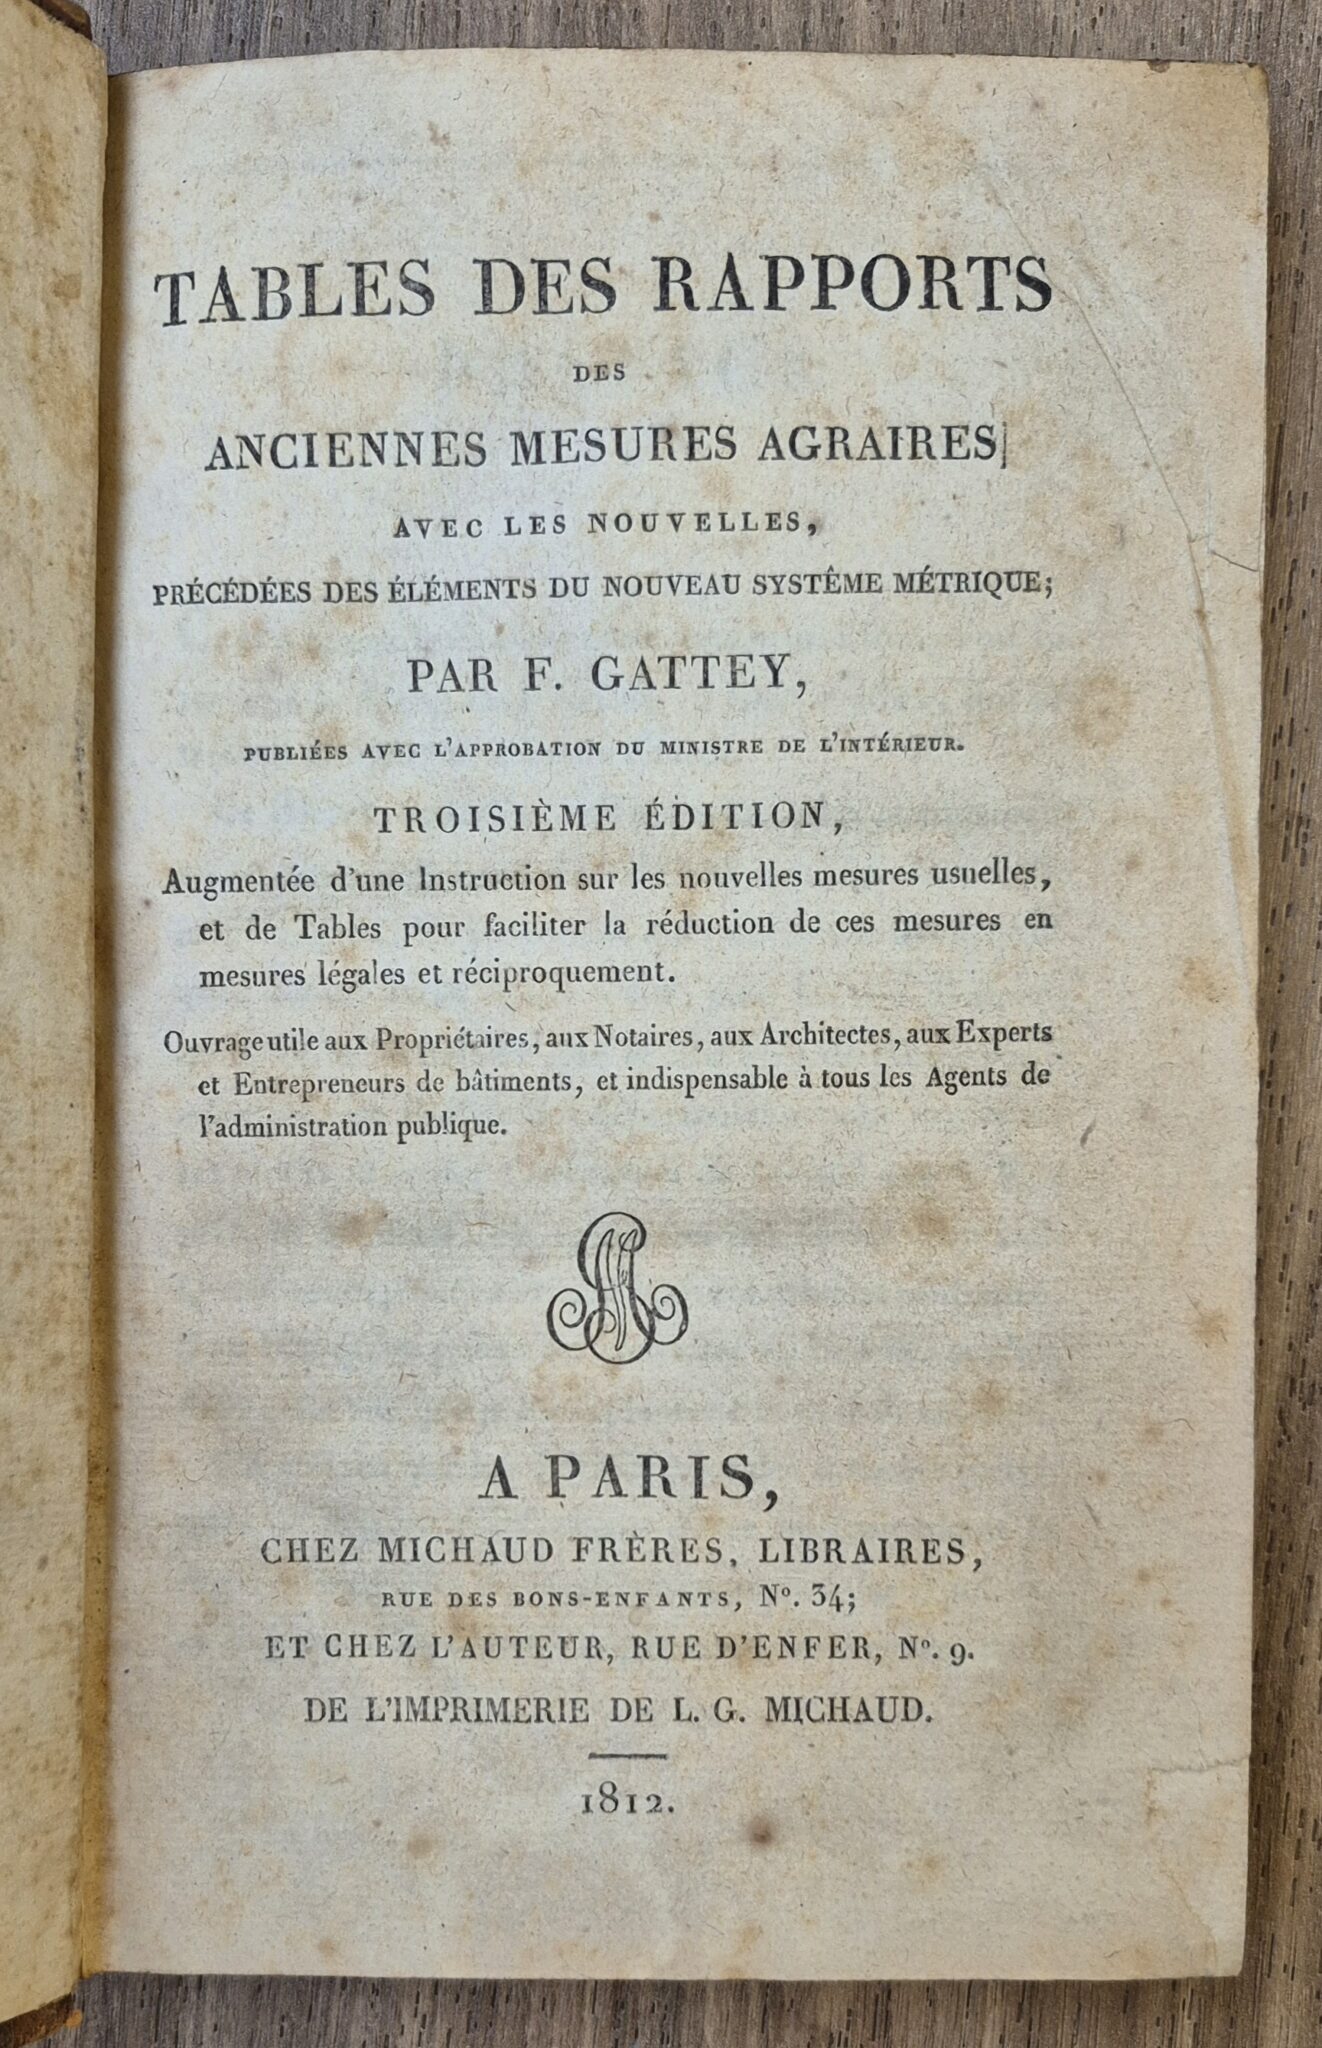 TABLES DES RAPPORTS
DES
ANCIENNES MESURES AGRAIRES
AVEC LES NOUVELLES,
PRÉCÉDÉES DES ÉLÉMENTS DU NOUVEAU SYSTÊME MÉTRIQUE;
PAR F. GATTEY,
PUBLIÉES AVEC L'APPROBATION DU MINISTRE DE L'INTÉRIEUR.
TROISIÈME ÉDITION,
Augmentée d'une Instruction sur les nouvelles mesures usuelles,
et de Tables pour faciliter la réduction de ces mesures en
mesures légales et réciproquement.
Ouvrage utile aux Propriétaires, aux Notaires, aux Architectes, aux Experts
et Entrepreneurs de bâtiments, et indispensable à tous les Agents de
l'administration publique.
A PARIS,
CHEZ MICHAUD FRÈRES, LIBRAIRES,
RUE DES BONS-ENFANTS, Nº. 34;
ET CHEZ L'AUTEUR, RUE D'ENFER, Nº. 9.
DE L'IMPRIMERIE DE L. G. MICHAUD.
1812.